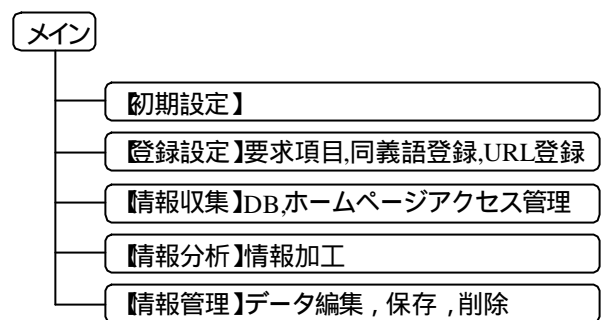 メイン
【初期設定】
【登録設定】要求項目,同義語登録,URL登録
【情報収集】DB,ホームページアクセス管理
【情報分析】情報加工
【情報管理】データ編集,保存,削除